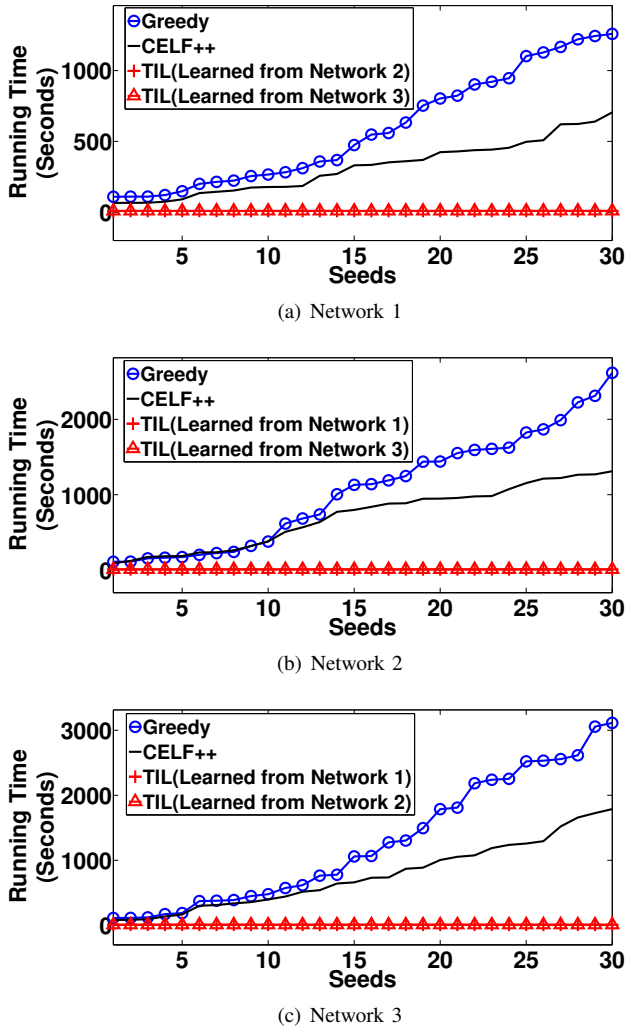 Greedy
CELF++
TIL(Learned from Network 2)
TIL(Learned from Network 3)
Running Time
(Seconds)
1000
500
0
5 10 15 20 25 30
Seeds
(a) Network 1
Greedy
CELF++
TIL(Learned from Network 1)
TIL(Learned from Network 3)
Running Time
(Seconds)
2000
1000
0
5 10 15 20 25 30
Seeds
(b) Network 2
Greedy
CELF++
TIL(Learned from Network 1)
TIL(Learned from Network 2)
Running Time
(Seconds)
3000
2000
1000
0
5 10 15 20 25 30
Seeds
(c) Network 3